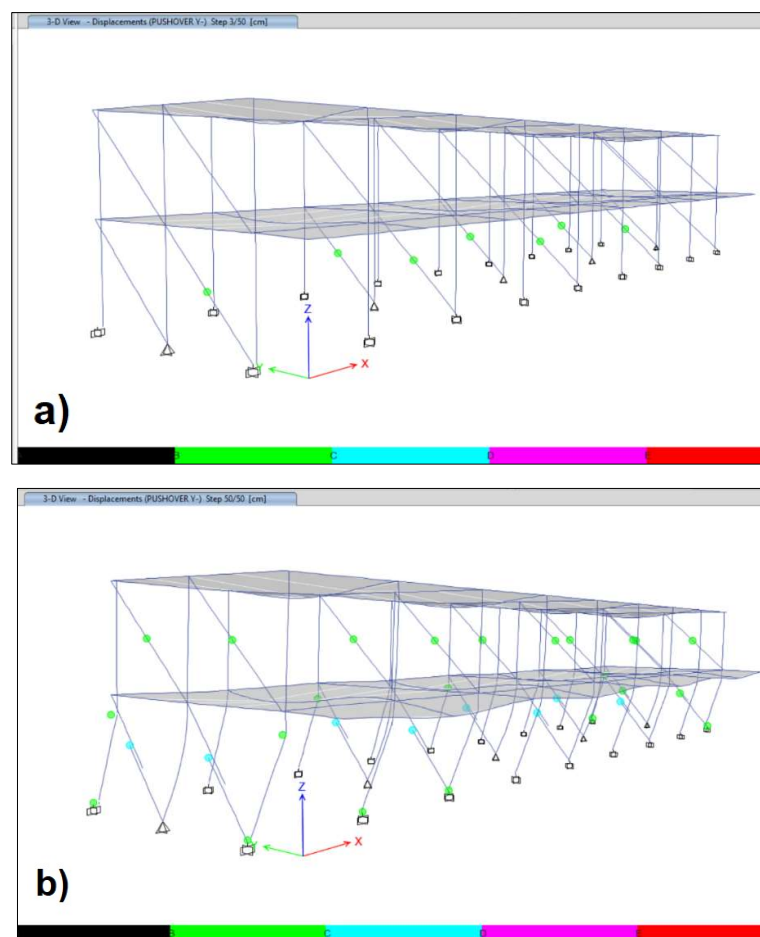 3-D View - Displacements (PUSHOVER Y-) Step 3/50 [cm]
Z
X
a)
B
C
D
E
3-D View - Displacements (PUSHOVER Y-) Step 50/50 [cm]
Z
X
b)
B
C
D
E